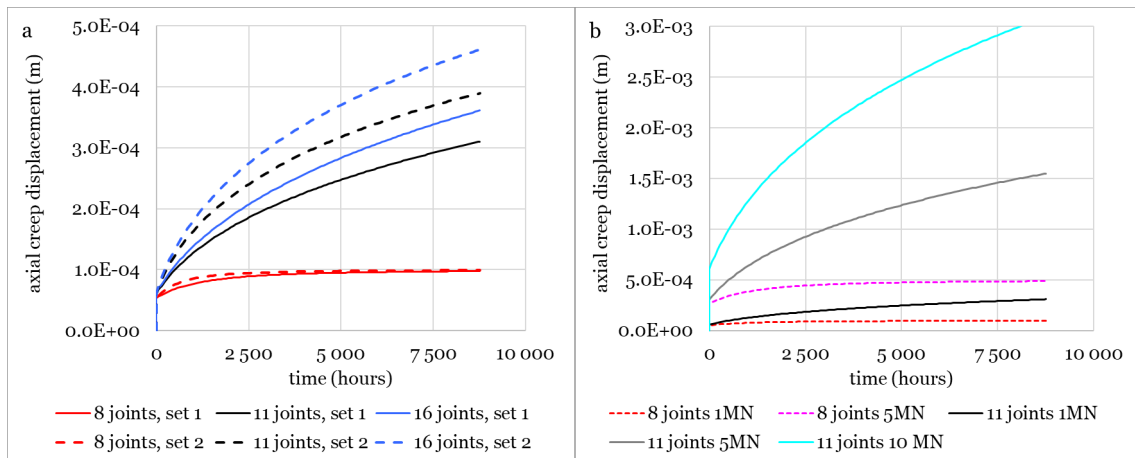 a
axial creep displacement (m)
5.0E-04
4.0E-04
3.0E-04
2.0E-04
1.0E-04
0.0E+00
0 2 500 5 000 7 500 10 000
time (hours)
8 joints, set 1 11 joints, set 1 16 joints, set 1
8 joints, set 2 11 joints, set 2 16 joints, set 2
b
axial creep displacement (m)
3.0E-03
2.5E-03
2.0E-03
1.5E-03
1.0E-03
5.0E-04
0.0E+00
0 2 500 5 000 7 500 10 000
time (hours)
8 joints 1MN 8 joints 5MN 11 joints 1MN
11 joints 5MN 11 joints 10 MN